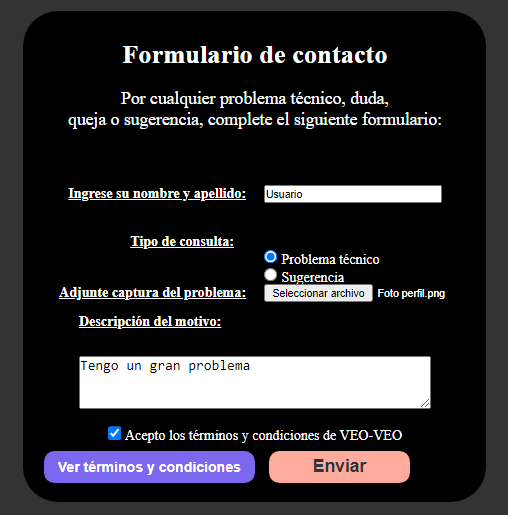 Formulario de contacto
Por cualquier problema técnico, duda,
queja o sugerencia, complete el siguiente formulario:
Ingrese su nombre y apellido: Usuario
Tipo de consulta:
Problema técnico
Sugerencia
Adjunte captura del problema: Seleccionar archivo Foto perfil.png
Descripción del motivo:
Tengo un gran problema
Acepto los términos y condiciones de VEO-VEO
Ver términos y condiciones Enviar